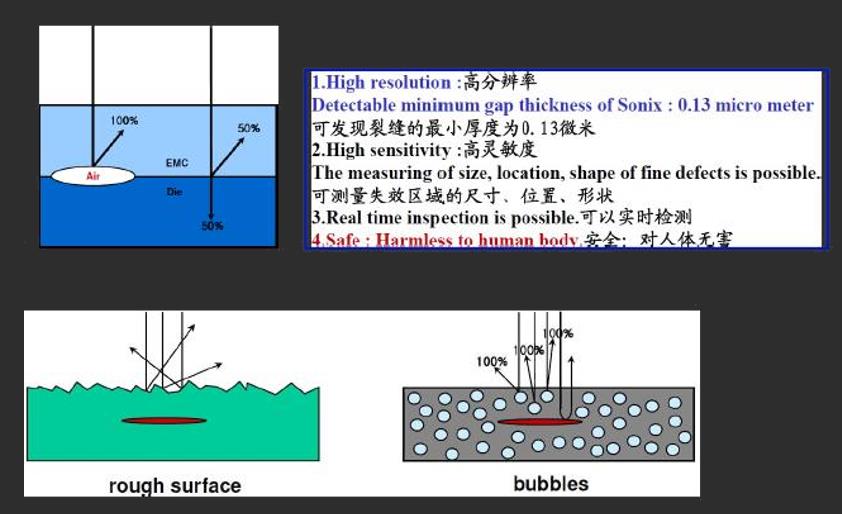 100%
50%
EMC
Air
Die
50%
1.High resolution :高分辨率
Detectable minimum gap thickness of Sonix : 0.13 micro meter
可发现裂缝的最小厚度为0.13微米
2.High sensitivity :高灵敏度
The measuring of size, location, shape of fine defects is possible..
可测量失效区域的尺寸、位置、形状
3.Real time inspection is possible.可以实时检测
4.Safe : Harmless to human body.安全：对人体无害
100%
100%
100%
rough surface
bubbles